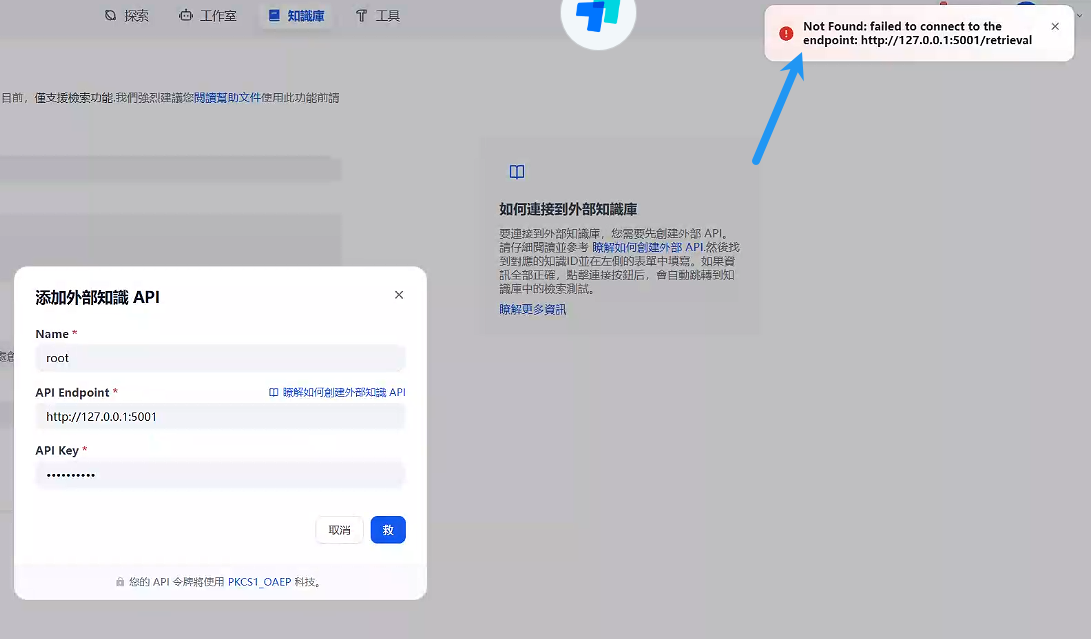 探索
工作室
知識庫
工具
Not Found: failed to connect to the
endpoint: http://127.0.0.1:5001/retrieval
目前，僅支援檢索功能.我們強烈建議您閱讀幫助文件使用此功能前請
如何連接到外部知識庫
要連接到外部知識庫，您需要先創建外部 API。
請仔細閱讀並參考 瞭解如何創建外部 API.然後找
到對應的知識ID並在左側的表單中填寫。如果資
訊全部正確，點擊連接按鈕后，會自動跳轉到知
識庫中的檢索測試。
瞭解更多資訊
添加外部知識 API
Name *
root
API Endpoint *
瞭解如何創建外部知識 API
http://127.0.0.1:5001
API Key *
••••••••••
取消
救
您的 API 令牌將使用 PKCS1_OAEP 科技。